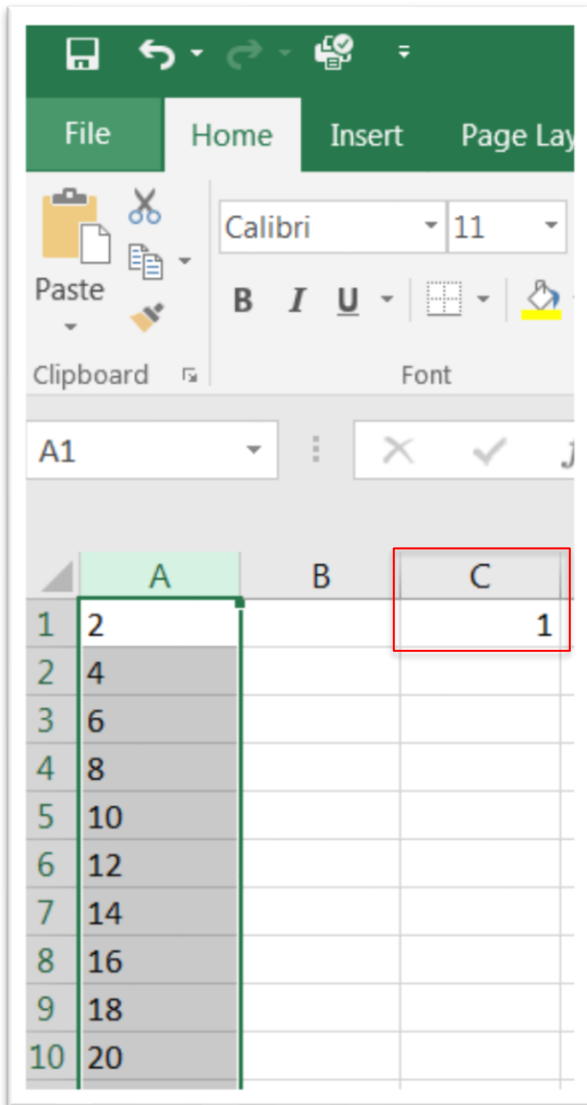 File Home Insert Page Lay
Calibri 11
Paste B I U
Clipboard Font
A1
A B C
1 2 1
2 4
3 6
4 8
5 10
6 12
7 14
8 16
9 18
10 20